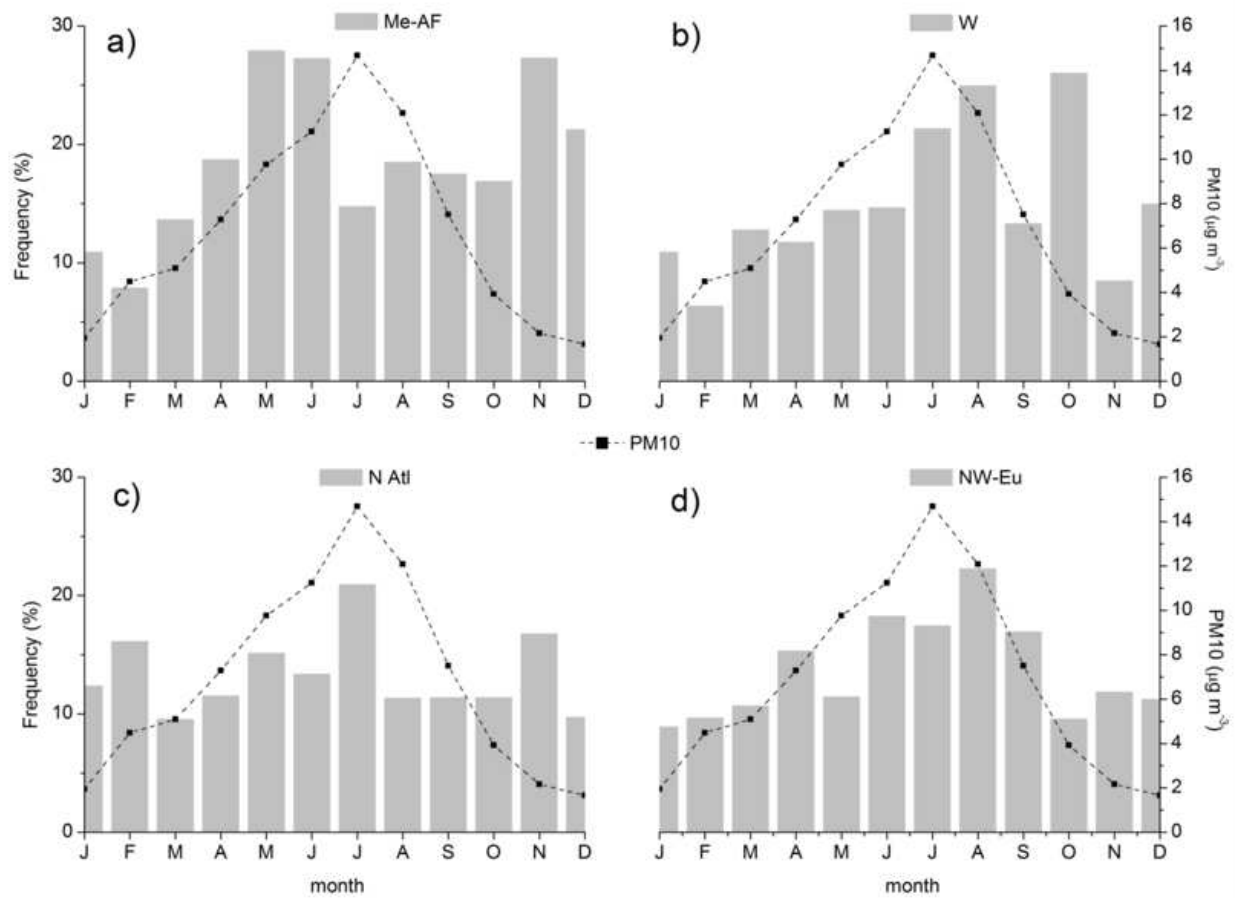 a)
Me-AF
b)
W
30
20
10
0
Frequency (%)
J F M A M J J A S O N D
16
14
12
10
8
6
4
2
0
PM10 (µg m⁻³)
J F M A M J J A S O N D
PM10
c)
N Atl
d)
NW-Eu
30
20
10
0
Frequency (%)
J F M A M J J A S O N D
month
16
14
12
10
8
6
4
2
0
PM10 (µg m⁻³)
J F M A M J J A S O N D
month